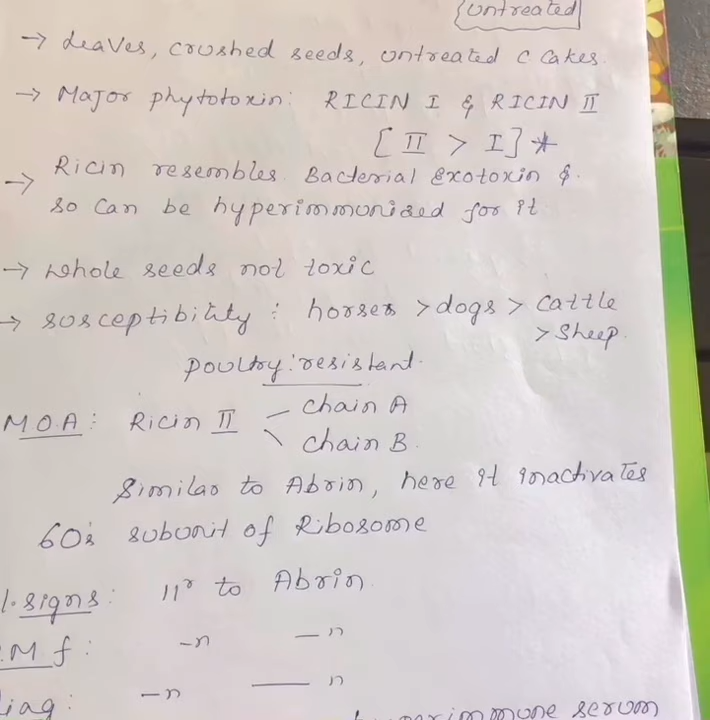 (Untreated)
→ Leaves, crushed seeds, untreated C cakes.
→ Major phytotoxin: RICIN I & RICIN II
[II > I]*
→ Ricin resembles Bacterial Exotoxin &
so can be hyperimmunised for it
→ Whole seeds not toxic
→ susceptibility : horses > dogs > Cattle
> Sheep.
poultry: resistant.
M.O.A: Ricin II - Chain A
\ Chain B
Similar to Abrin, here it inactivates
60s subunit of Ribosome
l. signs: 11r to Abrin
.M f: -n — n
iag: -n — n
immune serum